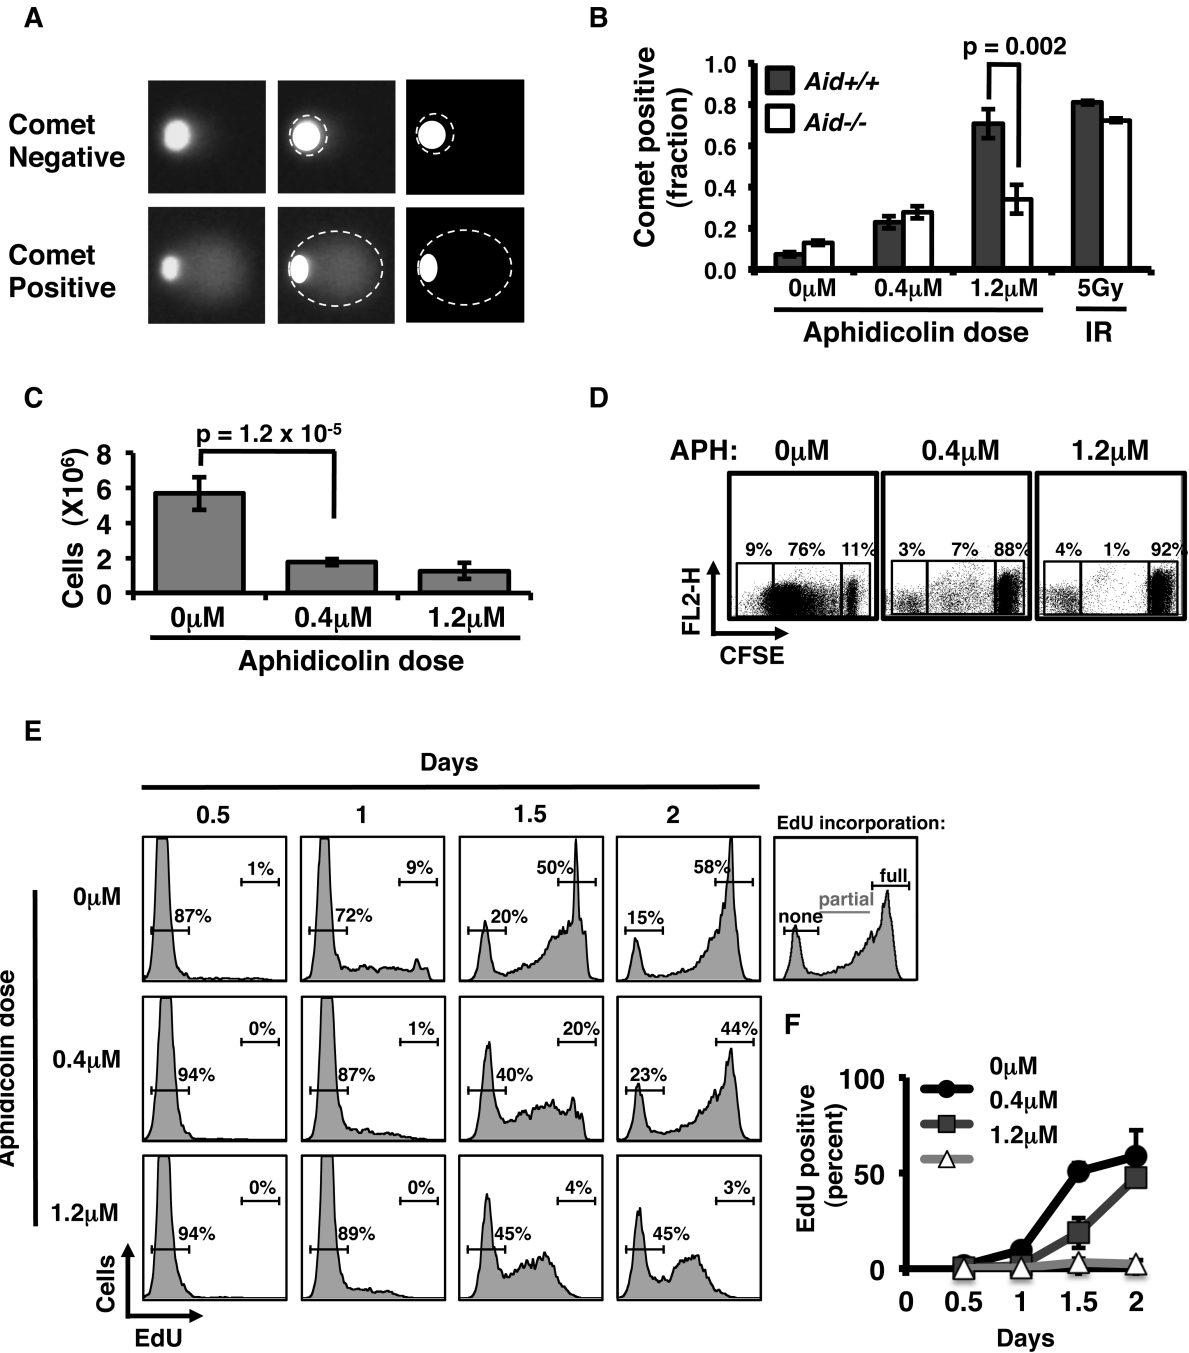 A
Comet
Negative
Comet
Positive
B
p = 0.002
Comet positive
(fraction)
1.0
0.8
0.6
0.4
0.2
0.0
Aid+/+
Aid-/-
0μM 0.4μM 1.2μM 5Gy
Aphidicolin dose IR
C
p = 1.2 x 10-5
Cells (X10⁶)
8
6
4
2
0
0μM 0.4μM 1.2μM
Aphidicolin dose
D
APH: 0μM 0.4μM 1.2μM
9% 76% 11% 3% 7% 88% 4% 1% 92%
FL2-H
CFSE
E
Days
0.5 1 1.5 2
EdU incorporation:
none partial full
Aphidicolin dose
0μM
1% 9% 50% 58%
87% 72% 20% 15%
0.4μM
0% 1% 20% 44%
94% 87% 40% 23%
1.2μM
0% 0% 4% 3%
94% 89% 45% 45%
Cells
EdU
F
EdU positive
(percent)
100
50
0
0μM
0.4μM
1.2μM
0 0.5 1 1.5 2
Days